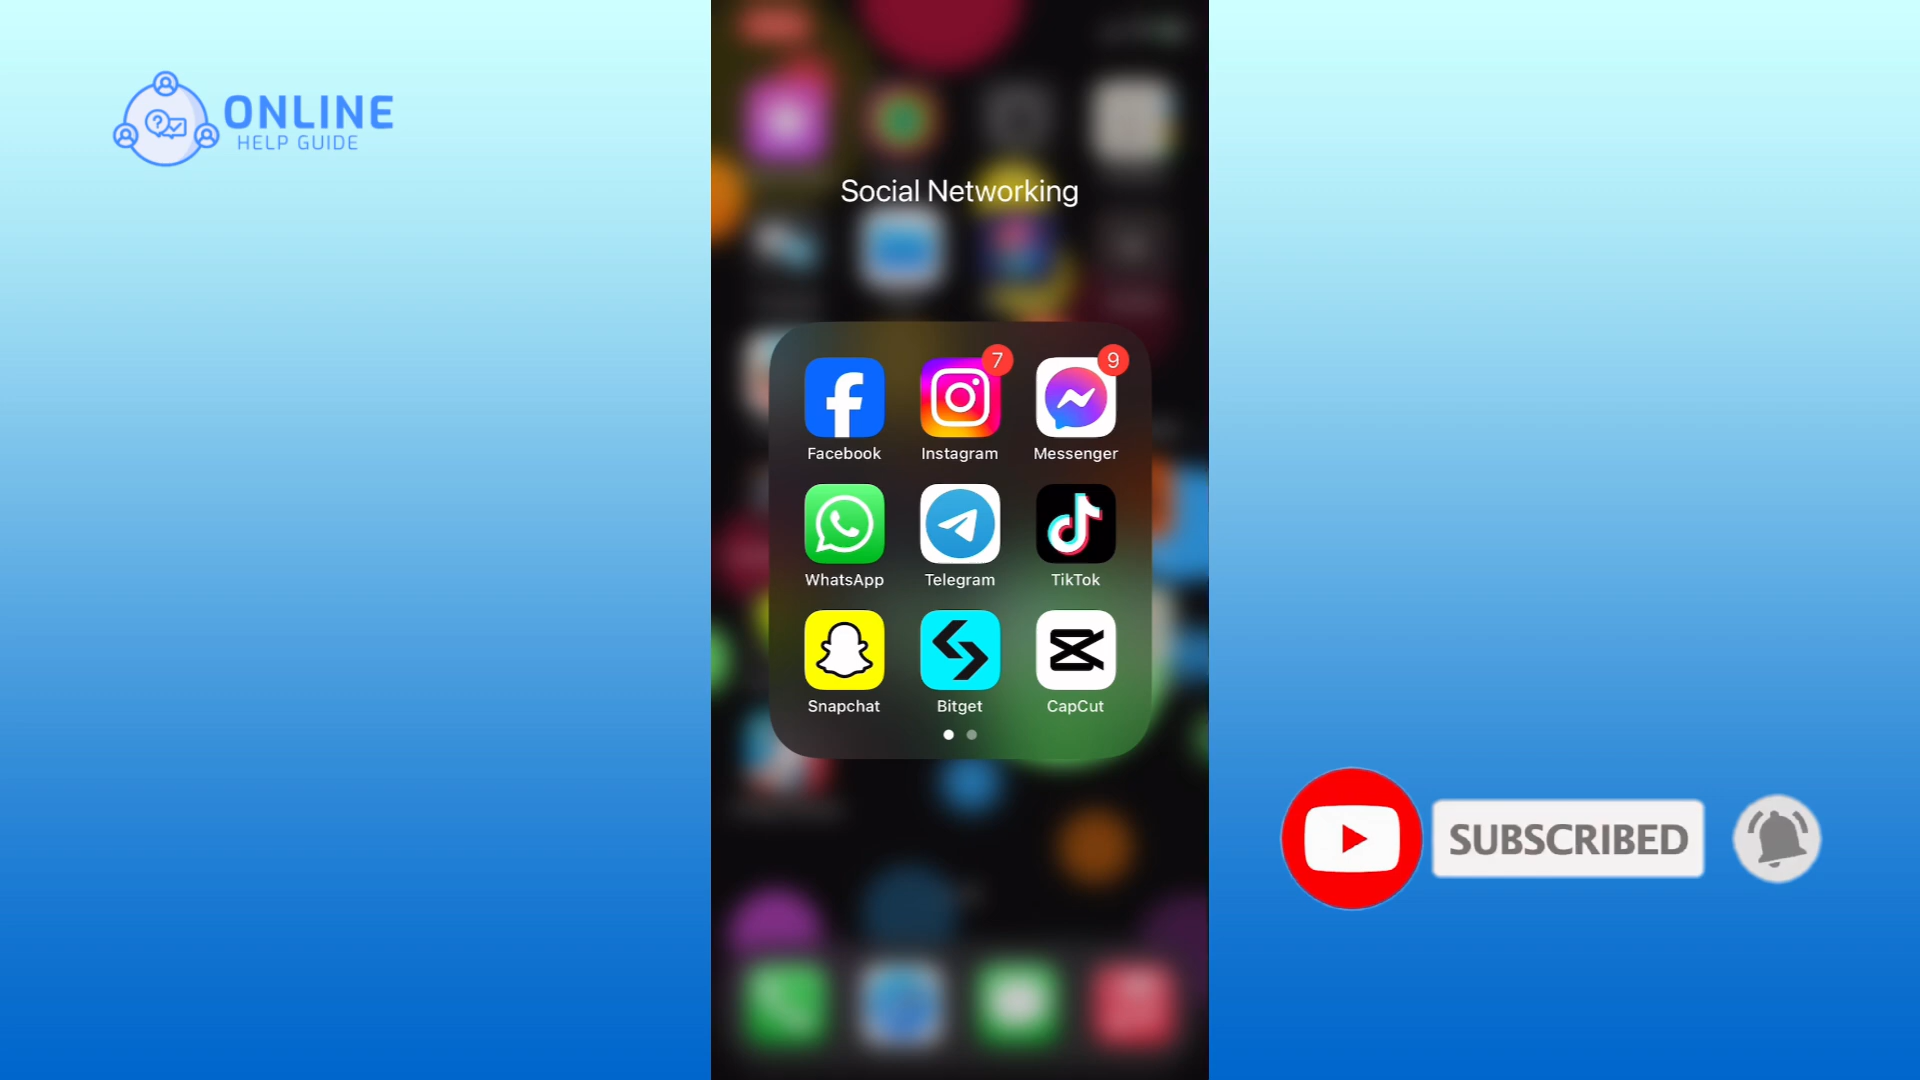 ONLINE
HELP GUIDE
Social Networking
7
9
Facebook Instagram Messenger
WhatsApp Telegram TikTok
Snapchat Bitget CapCut
SUBSCRIBED